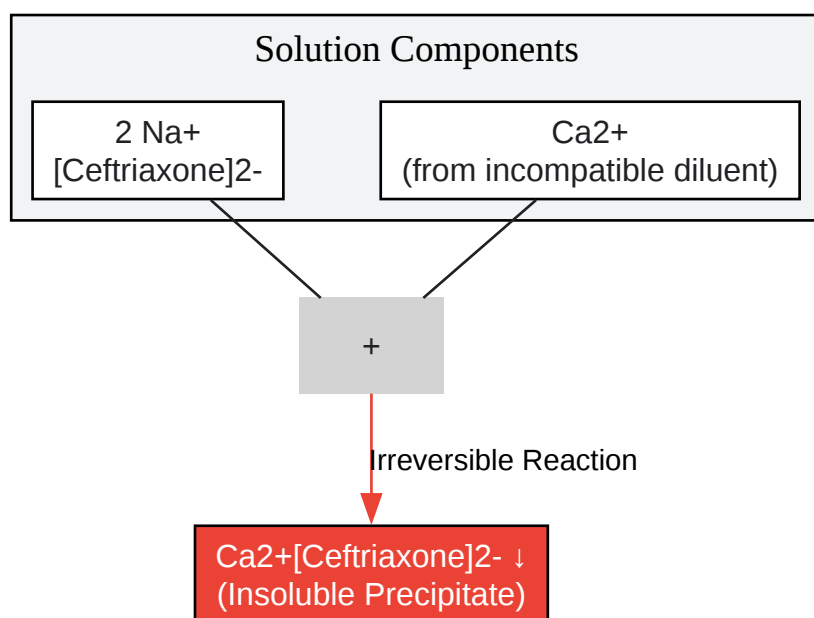 Solution Components
2 Na+
[Ceftriaxone]2-
Ca2+
(from incompatible diluent)
+
Irreversible Reaction
Ca2+[Ceftriaxone]2- ↓
(Insoluble Precipitate)